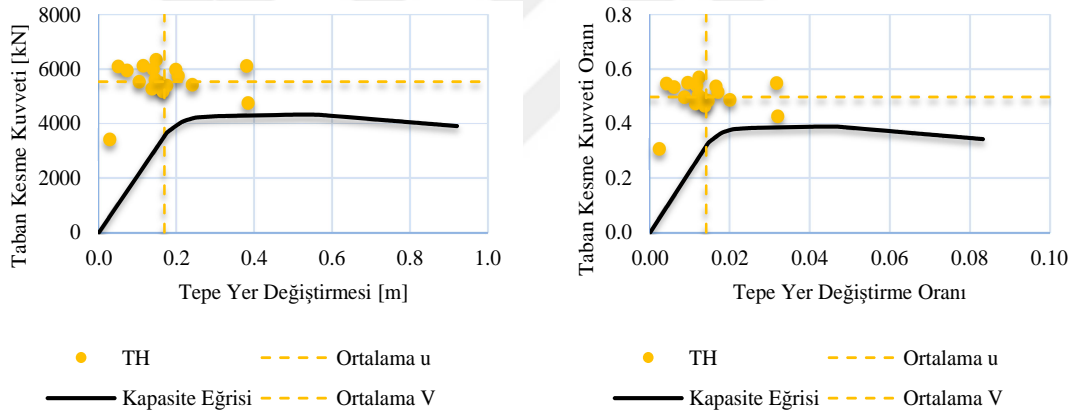 Taban Kesme Kuvveti [kN]
8000
6000
4000
2000
0
0.0 0.2 0.4 0.6 0.8 1.0
Tepe Yer Değiştirmesi [m]
TH
Ortalama u
Kapasite Eğrisi
Ortalama V
Taban Kesme Kuvveti Oranı
0.8
0.6
0.4
0.2
0.0
0.00 0.02 0.04 0.06 0.08 0.10
Tepe Yer Değiştirme Oranı
TH
Ortalama u
Kapasite Eğrisi
Ortalama V